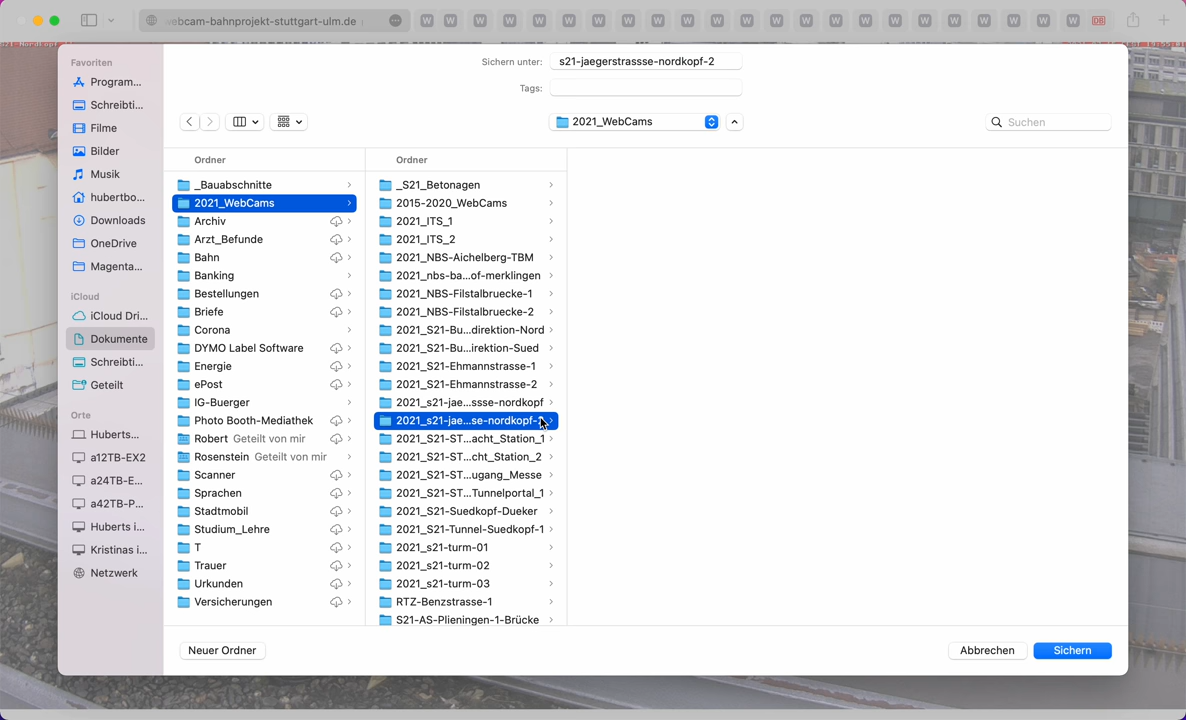 ebcam-bahnprojekt-stuttgart-ulm.de
W W W W W W W W W W W W W W W W W W W W W W W DB
Favoriten
Program...
Schreibti...
Filme
Bilder
Musik
hubertbo...
Downloads
OneDrive
Magenta...
iCloud
iCloud Dri...
Dokumente
Schreibti...
Geteilt
Orte
Huberts...
a12TB-EX2
a24TB-E...
a42TB-P...
Huberts i...
Kristinas i...
Netzwerk
Sichern unter: s21-jaegerstrassse-nordkopf-2
Tags:
2021_WebCams
Suchen
Ordner
_Bauabschnitte
2021_WebCams
Archiv
Arzt_Befunde
Bahn
Banking
Bestellungen
Briefe
Corona
DYMO Label Software
Energie
ePost
IG-Buerger
Photo Booth-Mediathek
Robert Geteilt von mir
Rosenstein Geteilt von mir
Scanner
Sprachen
Stadtmobil
Studium_Lehre
T
Trauer
Urkunden
Versicherungen
Ordner
_S21_Betonagen
2015-2020_WebCams
2021_ITS_1
2021_ITS_2
2021_NBS-Aichelberg-TBM
2021_nbs-ba...of-merklingen
2021_NBS-Filstalbruecke-1
2021_NBS-Filstalbruecke-2
2021_S21-Bu...direktion-Nord
2021_S21-Bu...irektion-Sued
2021_S21-Ehmannstrasse-1
2021_S21-Ehmannstrasse-2
2021_s21-jae...ssse-nordkopf
2021_s21-jae...se-nordkopf-2
2021_S21-ST...acht_Station_1
2021_S21-ST...cht_Station_2
2021_S21-ST...ugang_Messe
2021_S21-ST...Tunnelportal_1
2021_S21-Suedkopf-Dueker
2021_S21-Tunnel-Suedkopf-1
2021_s21-turm-01
2021_s21-turm-02
2021_s21-turm-03
RTZ-Benzstrasse-1
S21-AS-Plieningen-1-Brücke
Neuer Ordner
Abbrechen
Sichern